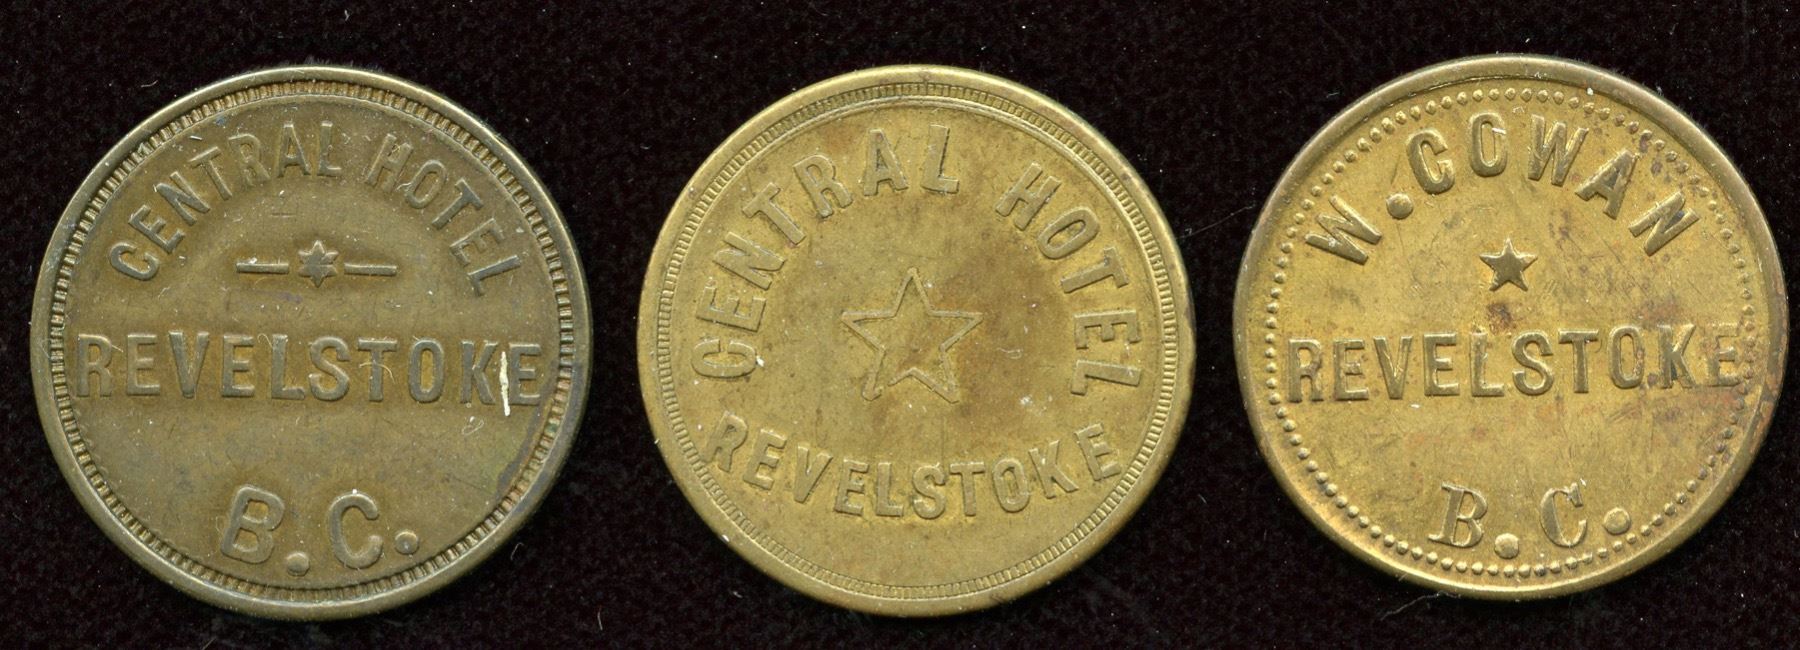 CENTRAL HOTEL
REVELSTOKE
B.C.
CENTRAL HOTEL
REVELSTOKE
W. COWAN
REVELSTOKE
B.C.